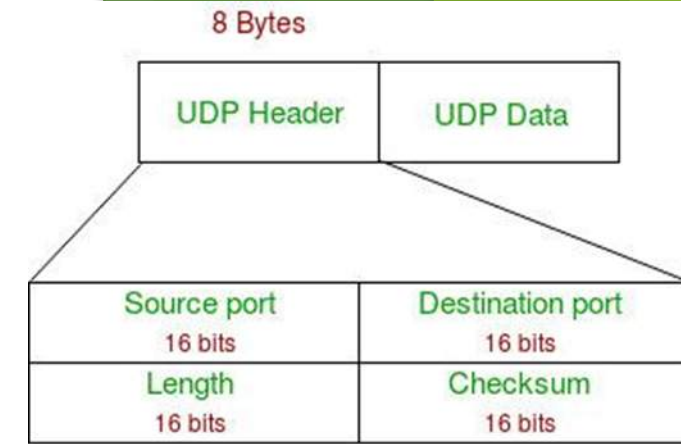 8 Bytes
UDP Header UDP Data
Source port Destination port
16 bits 16 bits
Length Checksum
16 bits 16 bits